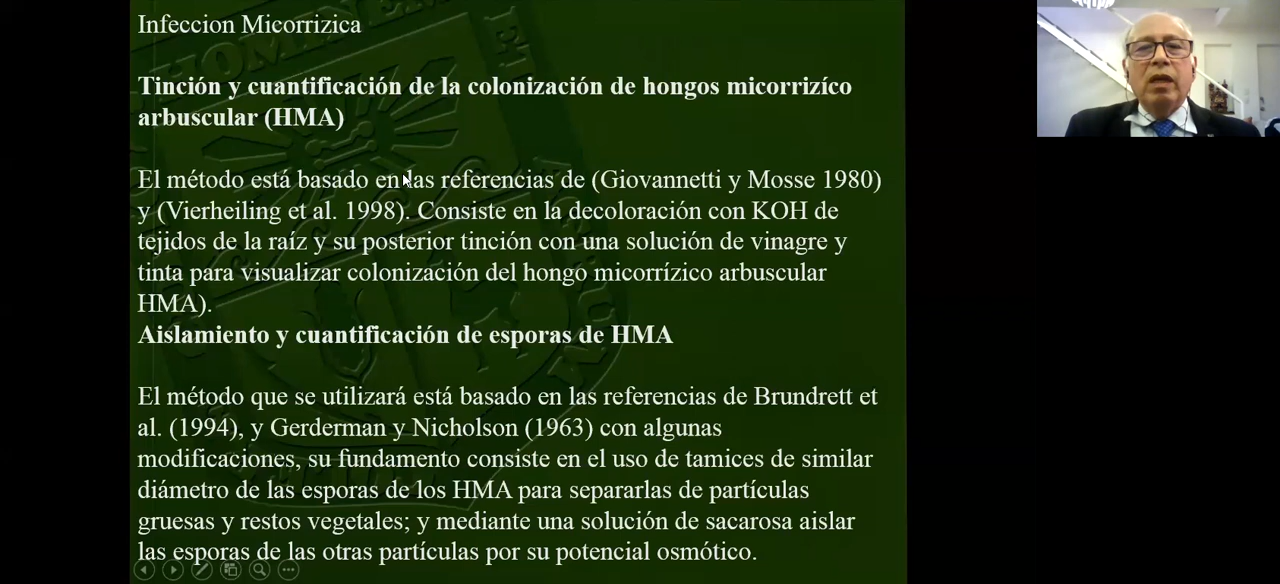 Infeccion Micorrizica
Tinción y cuantificación de la colonización de hongos micorrizíco
arbuscular (HMA)
El método está basado en las referencias de (Giovannetti y Mosse 1980)
y (Vierheiling et al. 1998). Consiste en la decoloración con KOH de
tejidos de la raíz y su posterior tinción con una solución de vinagre y
tinta para visualizar colonización del hongo micorrízico arbuscular
HMA).
Aislamiento y cuantificación de esporas de HMA
El método que se utilizará está basado en las referencias de Brundrett et
al. (1994), y Gerderman y Nicholson (1963) con algunas
modificaciones, su fundamento consiste en el uso de tamices de similar
diámetro de las esporas de los HMA para separarlas de partículas
gruesas y restos vegetales; y mediante una solución de sacarosa aislar
las esporas de las otras partículas por su potencial osmótico.